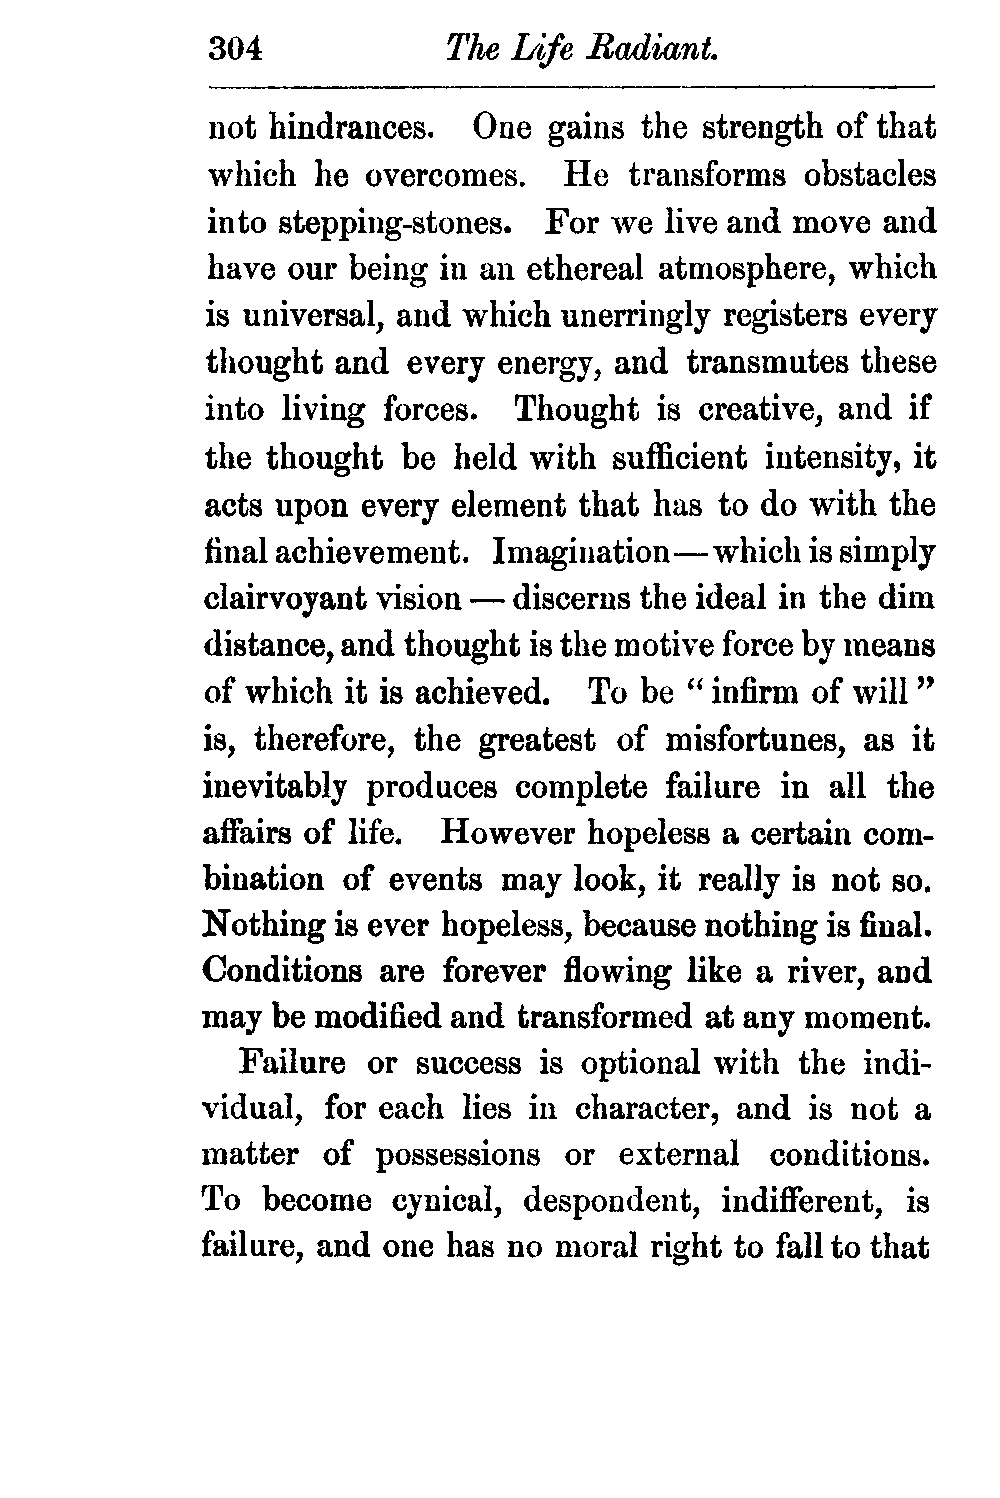 304 The Life Radiant.
not hindrances. One gains the strength of that
which he overcomes. He transforms obstacles
into stepping-stones. For we live and move and
have our being in an ethereal atmosphere, which
is universal, and which unerringly registers every
thought and every energy, and transmutes these
into living forces. Thought is creative, and if
the thought be held with sufficient intensity, it
acts upon every element that has to do with the
final achievement. Imagination—which is simply
clairvoyant vision — discerns the ideal in the dim
distance, and thought is the motive force by means
of which it is achieved. To be “ infirm of will ”
is, therefore, the greatest of misfortunes, as it
inevitably produces complete failure in all the
affairs of life. However hopeless a certain com-
bination of events may look, it really is not so.
Nothing is ever hopeless, because nothing is final.
Conditions are forever flowing like a river, and
may be modified and transformed at any moment.
Failure or success is optional with the indi-
vidual, for each lies in character, and is not a
matter of possessions or external conditions.
To become cynical, despondent, indifferent, is
failure, and one has no moral right to fall to that